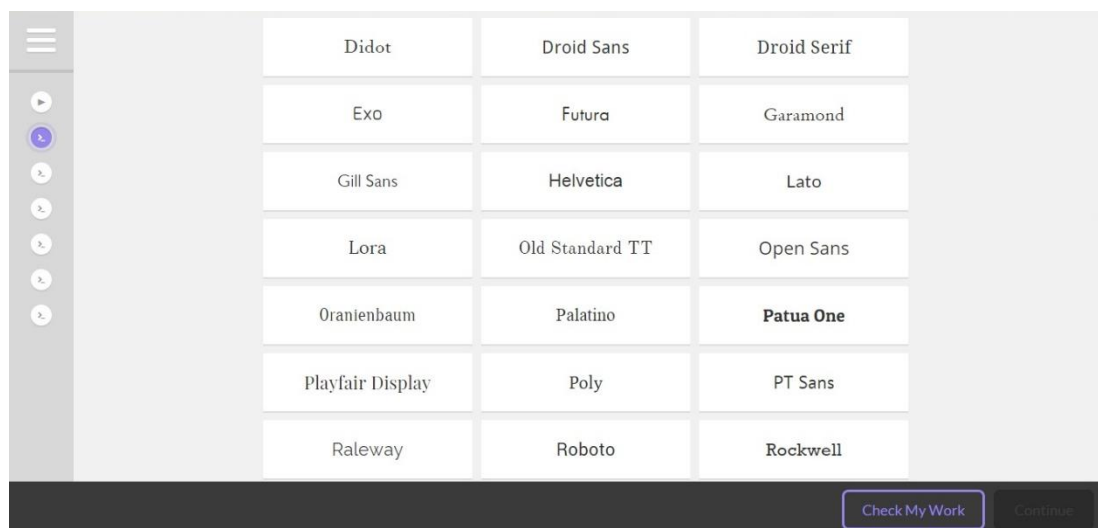 Didot Droid Sans Droid Serif
Exo Futura Garamond
Gill Sans Helvetica Lato
Lora Old Standard TT Open Sans
Oranienbaum Palatino Patua One
Playfair Display Poly PT Sans
Raleway Roboto Rockwell
Check My Work Continue